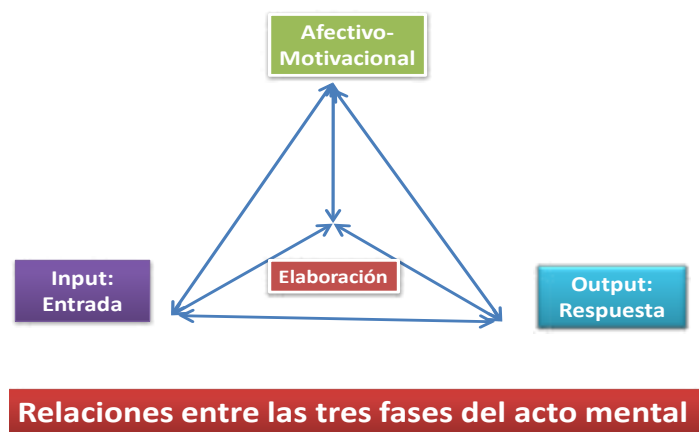 Afectivo-
Motivacional
Elaboración
Input:
Entrada
Output:
Respuesta
Relaciones entre las tres fases del acto mental